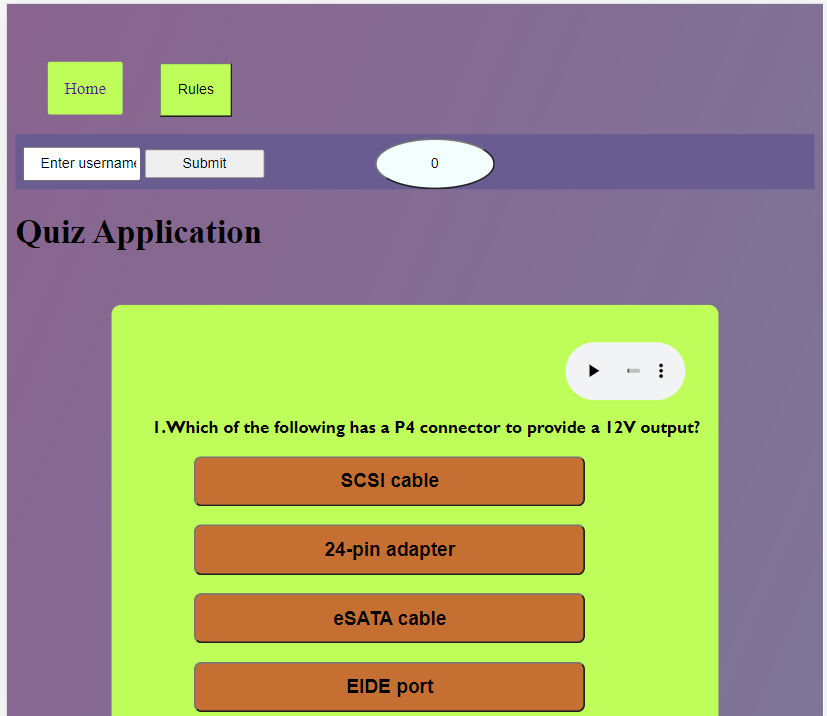 Home Rules
Enter username Submit 0
Quiz Application
1.Which of the following has a P4 connector to provide a 12V output?
SCSI cable
24-pin adapter
eSATA cable
EIDE port